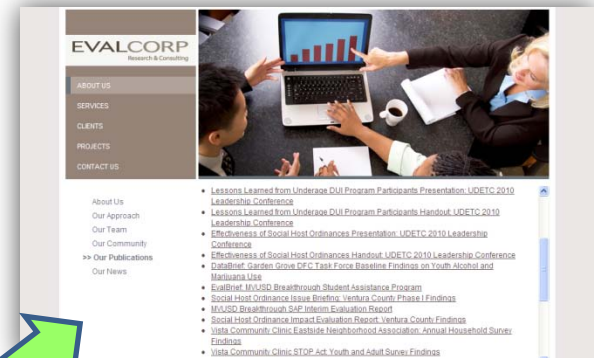 EVALCORP
Research & Consulting
ABOUT US
SERVICES
CLIENTS
PROJECTS
CONTACT US
About Us
Our Approach
Our Team
Our Community
>> Our Publications
Our News
Lessons Learned from Underage DUI Program Participants Presentation: UDETC 2010
Leadership Conference
Lessons Learned from Underage DUI Program Participants Handout: UDETC 2010
Leadership Conference
Effectiveness of Social Host Ordinances Presentation: UDETC 2010 Leadership
Conference
Effectiveness of Social Host Ordinances Handout: UDETC 2010 Leadership Conference
DataBrief: Garden Grove DFC Task Force Baseline Findings on Youth Alcohol and
Marijuana Use
EvalBrief: MVUSD Breakthrough Student Assistance Program
Social Host Ordinance Issue Briefing: Ventura County Phase I Findings
MVUSD Breakthrough SAP Interim Evaluation Report
Social Host Ordinance Impact Evaluation Report: Ventura County Findings
Vista Community Clinic Eastside Neighborhood Association: Annual Household Survey
Findings
Vista Community Clinic STOP Act: Youth and Adult Survey Findings